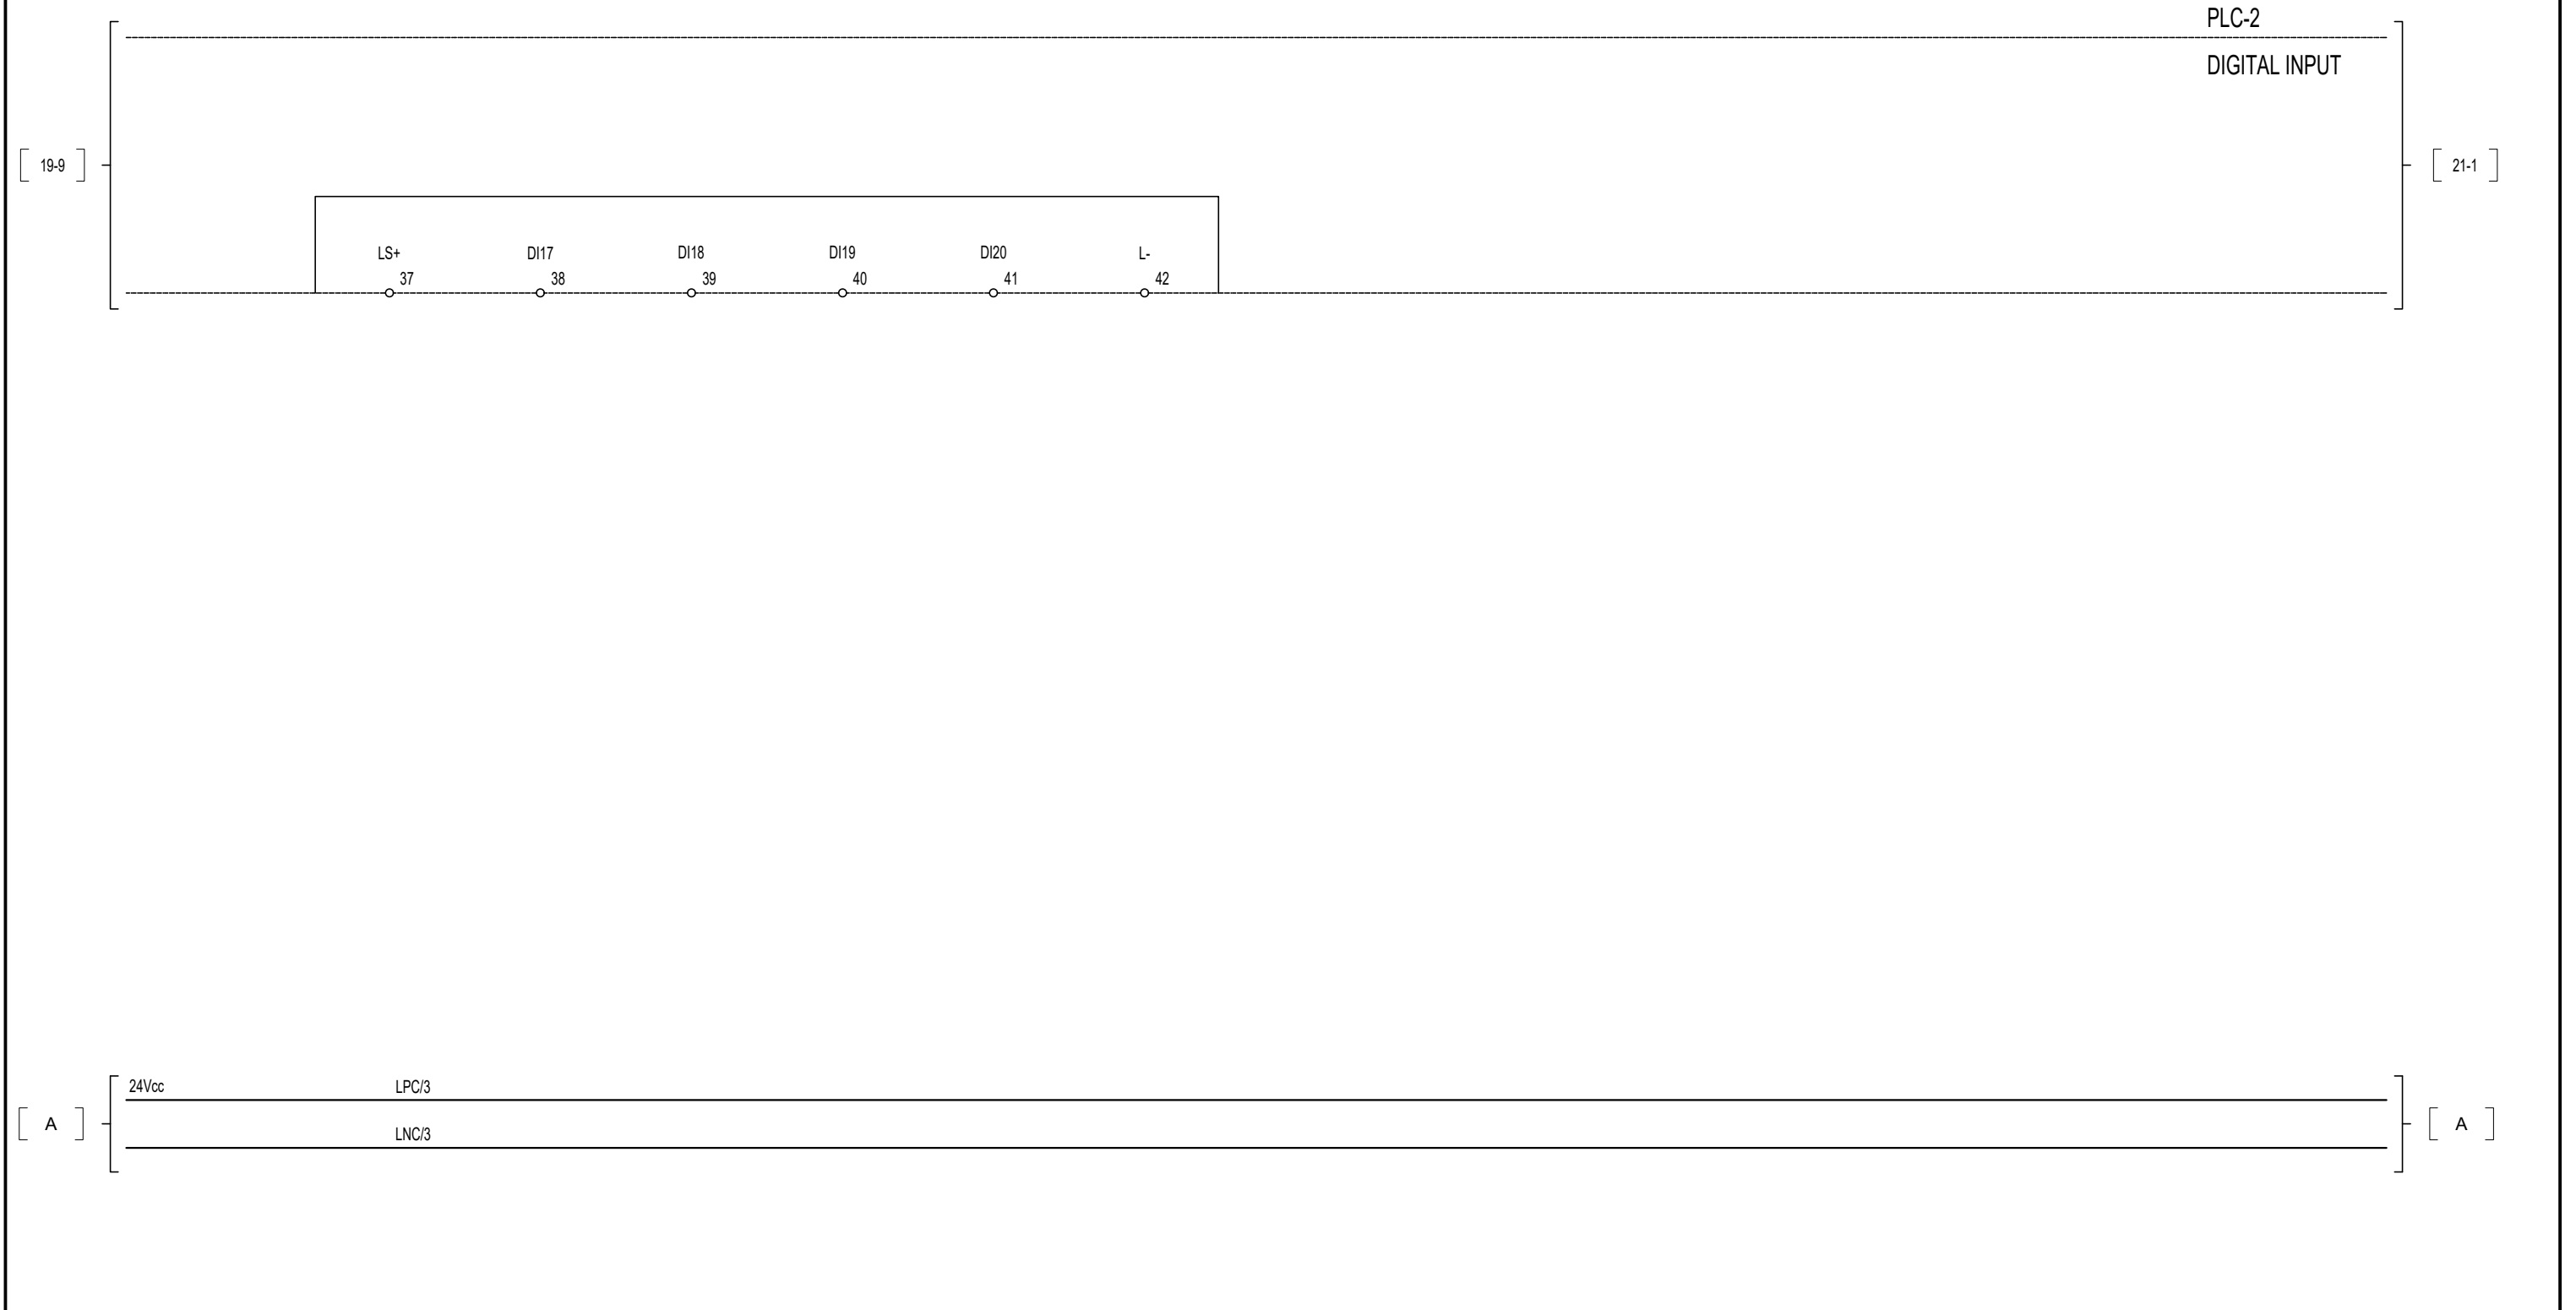 PLC-2
DIGITAL INPUT
19-9
21-1
LS+ DI17 DI18 DI19 DI20 L-
37 38 39 40 41 42
24Vcc LPC/3
A
A
LNC/3